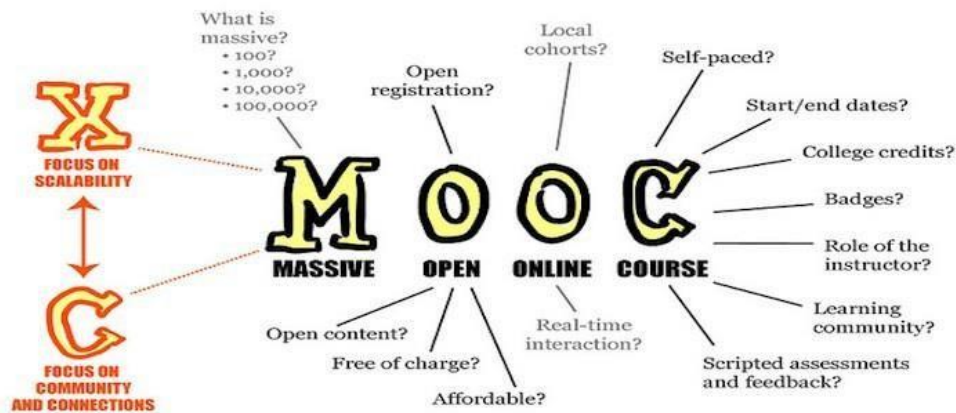 What is
massive?
• 100?
• 1,000?
• 10,000?
• 100,000?
Open
registration?
Local
cohorts?
Self-paced?
Start/end dates?
College credits?
Badges?
Role of the
instructor?
Learning
community?
Scripted assessments
and feedback?
X
FOCUS ON
SCALABILITY
C
FOCUS ON
COMMUNITY
AND CONNECTIONS
MOOC
MASSIVE OPEN ONLINE COURSE
Open content?
Free of charge?
Affordable?
Real-time
interaction?